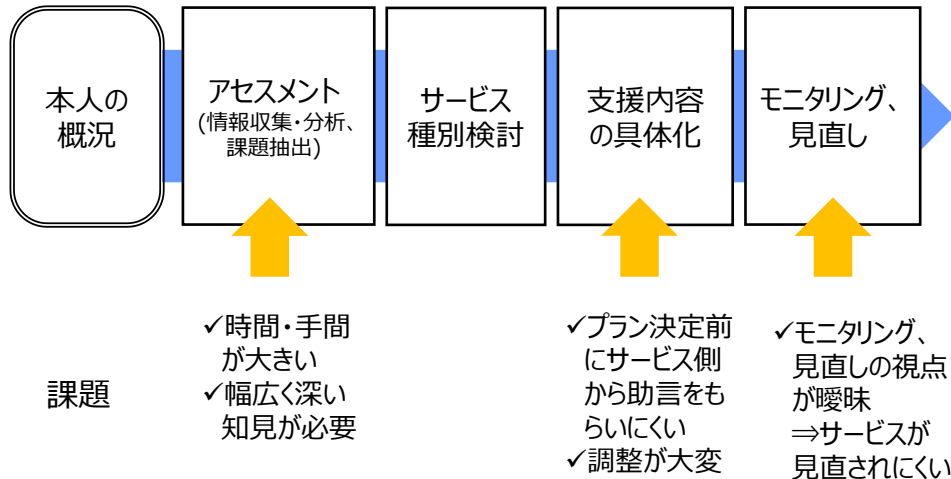 本人の
概況
アセスメント
(情報収集・分析、
課題抽出)
サービス
種別検討
支援内容
の具体化
モニタリング、
見直し
課題
✓時間・手間
が大きい
✓幅広く深い
知見が必要
✓プラン決定前
にサービス側
から助言をも
らいにくい
✓調整が大変
✓モニタリング、
見直しの視点
が曖昧
⇒サービスが
見直されにくい